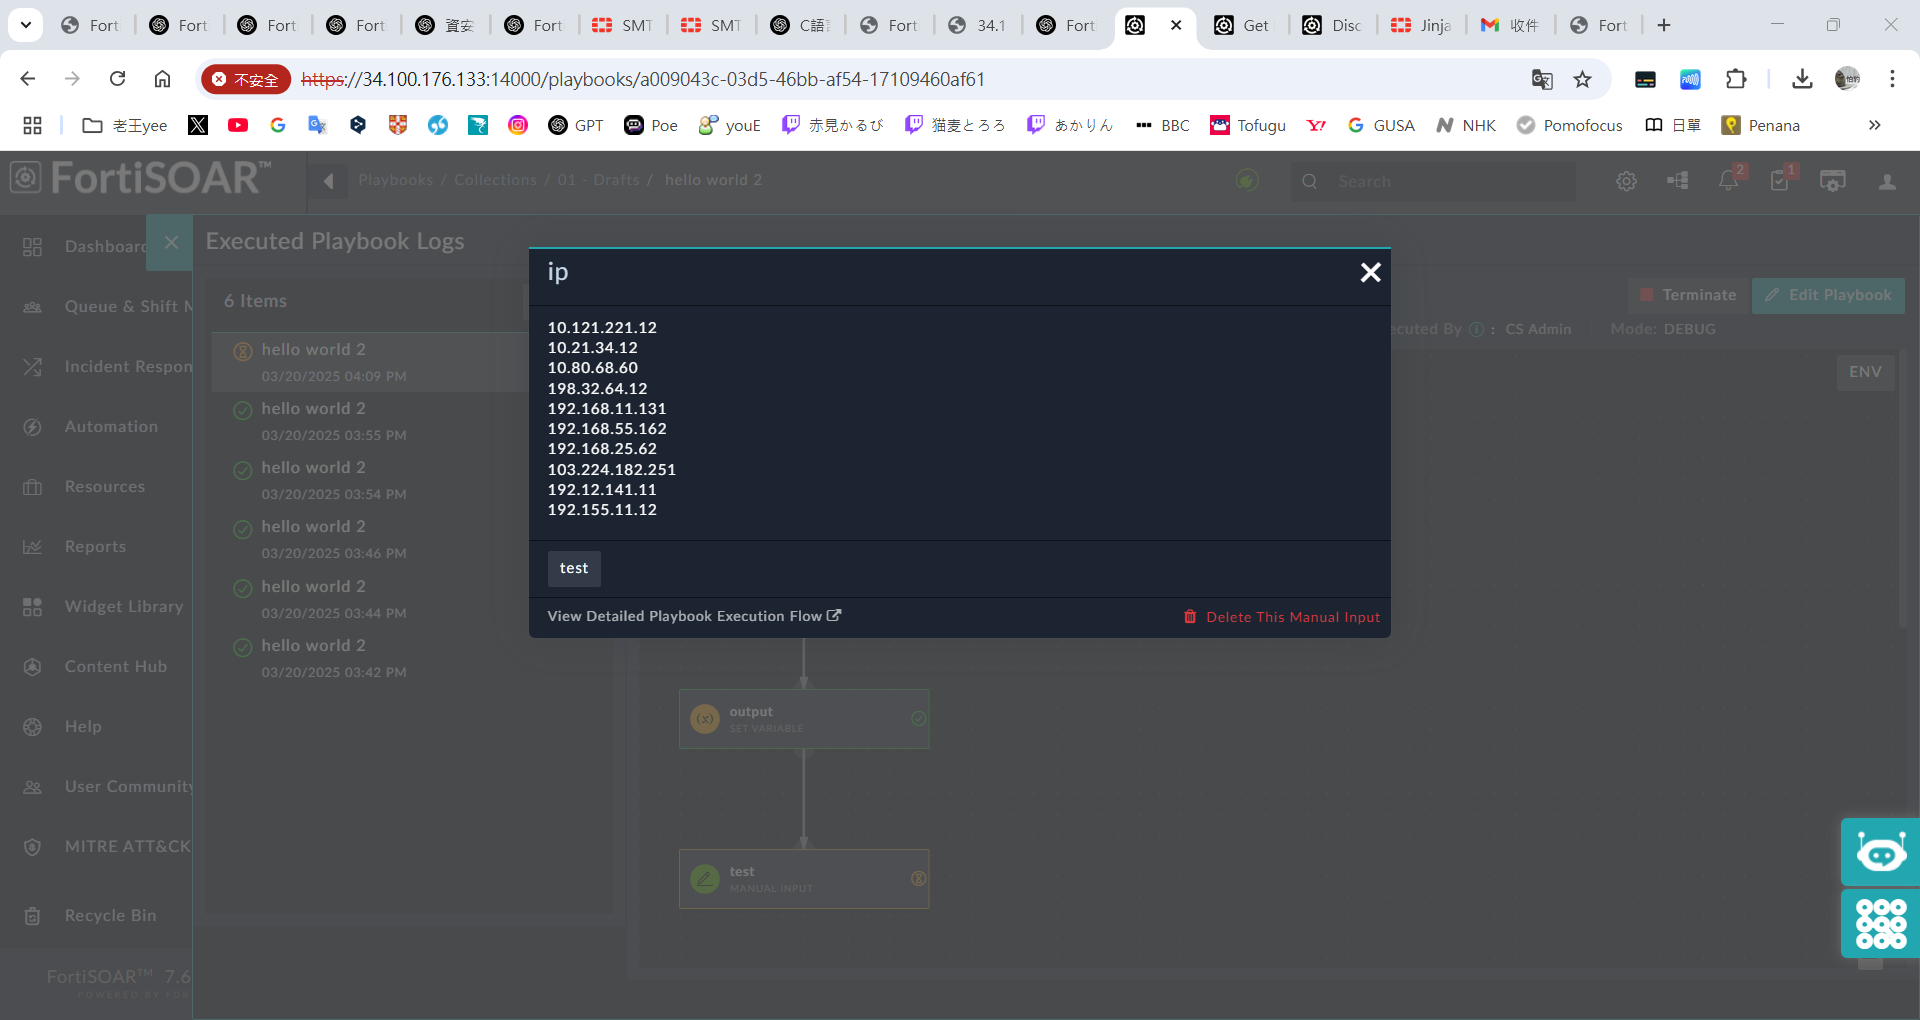 Fort
Fort
Fort
Fort
資安
Fort
SMT
SMT
C語
Fort
34.1
Fort
Get
Disc
Jinja
收件
Fort
不安全
https://34.100.176.133:14000/playbooks/a009043c-03d5-46bb-af54-17109460af61
老王yee
GPT
Poe
youE
赤見かるび
猫麦とろろ
あかりん
BBC
Tofugu
GUSA
NHK
Pomofocus
日單
Penana
FortiSOAR™
Playbooks / Collections / 01 - Drafts / hello world 2
Search
2
1
Dashboard
Queue & Shift M
Incident Respon
Automation
Resources
Reports
Widget Library
Content Hub
Help
User Community
MITRE ATT&CK
Recycle Bin
FortiSOAR™ 7.6
POWERED BY FOR
Executed Playbook Logs
6 Items
hello world 2
03/20/2025 04:09 PM
hello world 2
03/20/2025 03:55 PM
hello world 2
03/20/2025 03:54 PM
hello world 2
03/20/2025 03:46 PM
hello world 2
03/20/2025 03:44 PM
hello world 2
03/20/2025 03:42 PM
Terminate
Edit Playbook
ecuted By : CS Admin
Mode: DEBUG
ENV
ip
10.121.221.12
10.21.34.12
10.80.68.60
198.32.64.12
192.168.11.131
192.168.55.162
192.168.25.62
103.224.182.251
192.12.141.11
192.155.11.12
test
View Detailed Playbook Execution Flow
Delete This Manual Input
output
SET VARIABLE
test
MANUAL INPUT